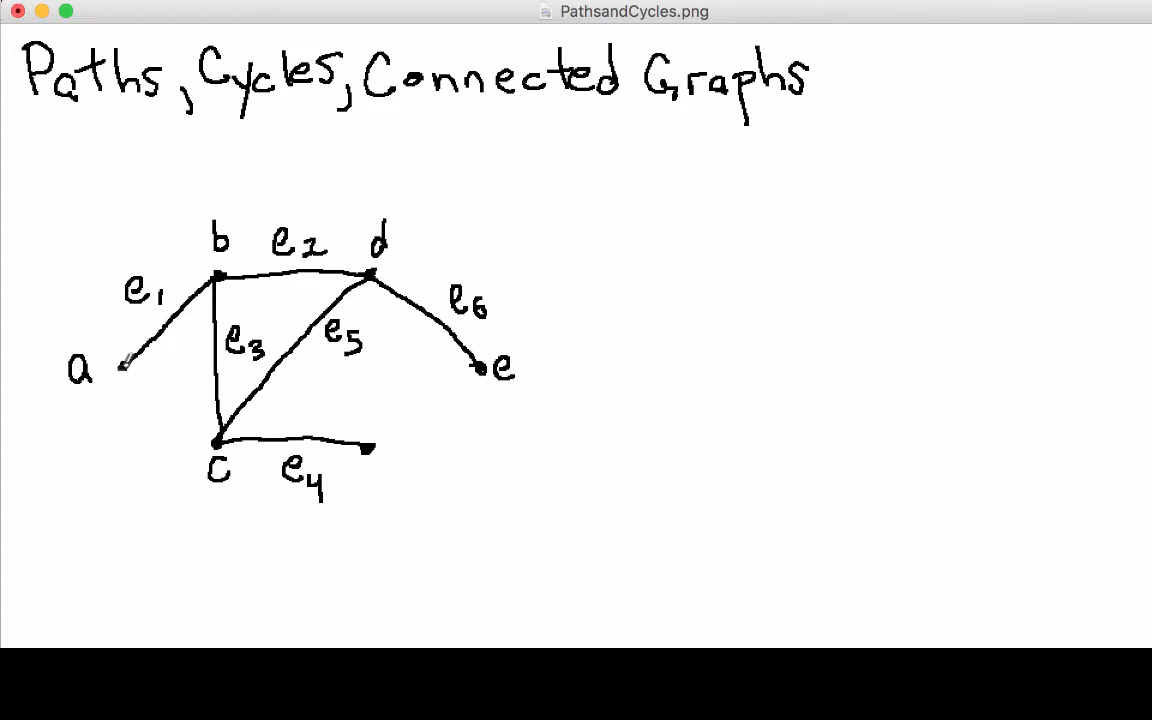 PathsandCycles.png
Paths, Cycles, Connected Graphs
b e2 d
e1 e6
e3 e5
a e
c e4